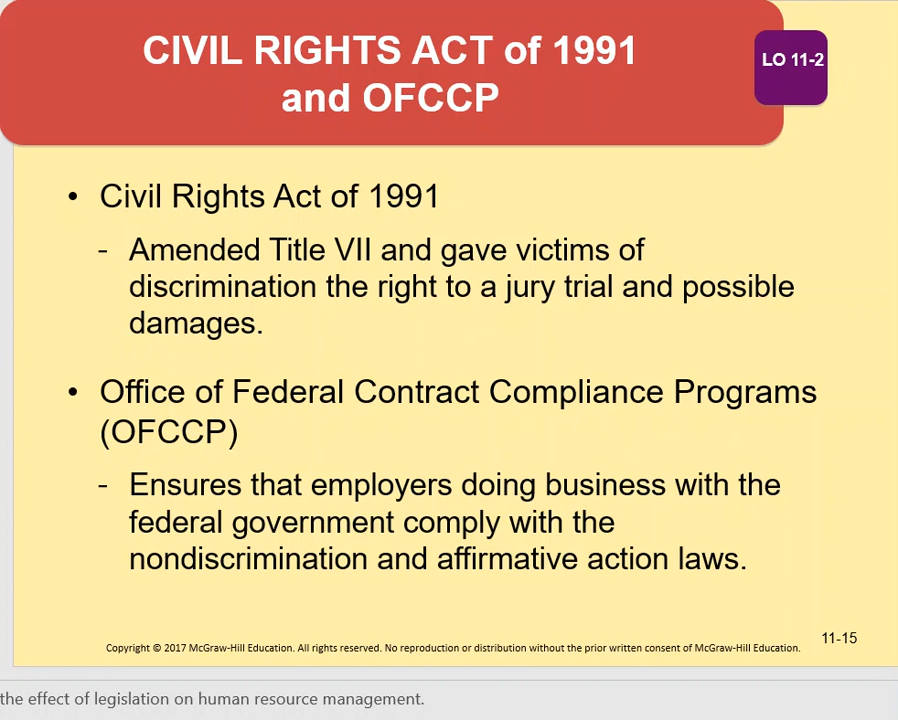 CIVIL RIGHTS ACT of 1991
and OFCCP
LO 11-2
• Civil Rights Act of 1991
- Amended Title VII and gave victims of
discrimination the right to a jury trial and possible
damages.
• Office of Federal Contract Compliance Programs
(OFCCP)
- Ensures that employers doing business with the
federal government comply with the
nondiscrimination and affirmative action laws.
11-15
Copyright © 2017 McGraw-Hill Education. All rights reserved. No reproduction or distribution without the prior written consent of McGraw-Hill Education.
the effect of legislation on human resource management.